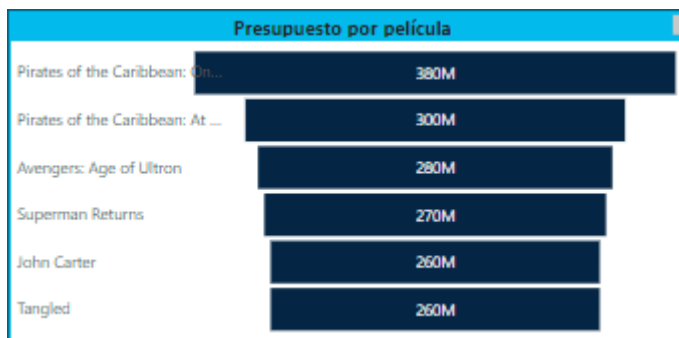 Presupuesto por película
Pirates of the Caribbean: On... 380M
Pirates of the Caribbean: At ... 300M
Avengers: Age of Ultron 280M
Superman Returns 270M
John Carter 260M
Tangled 260M